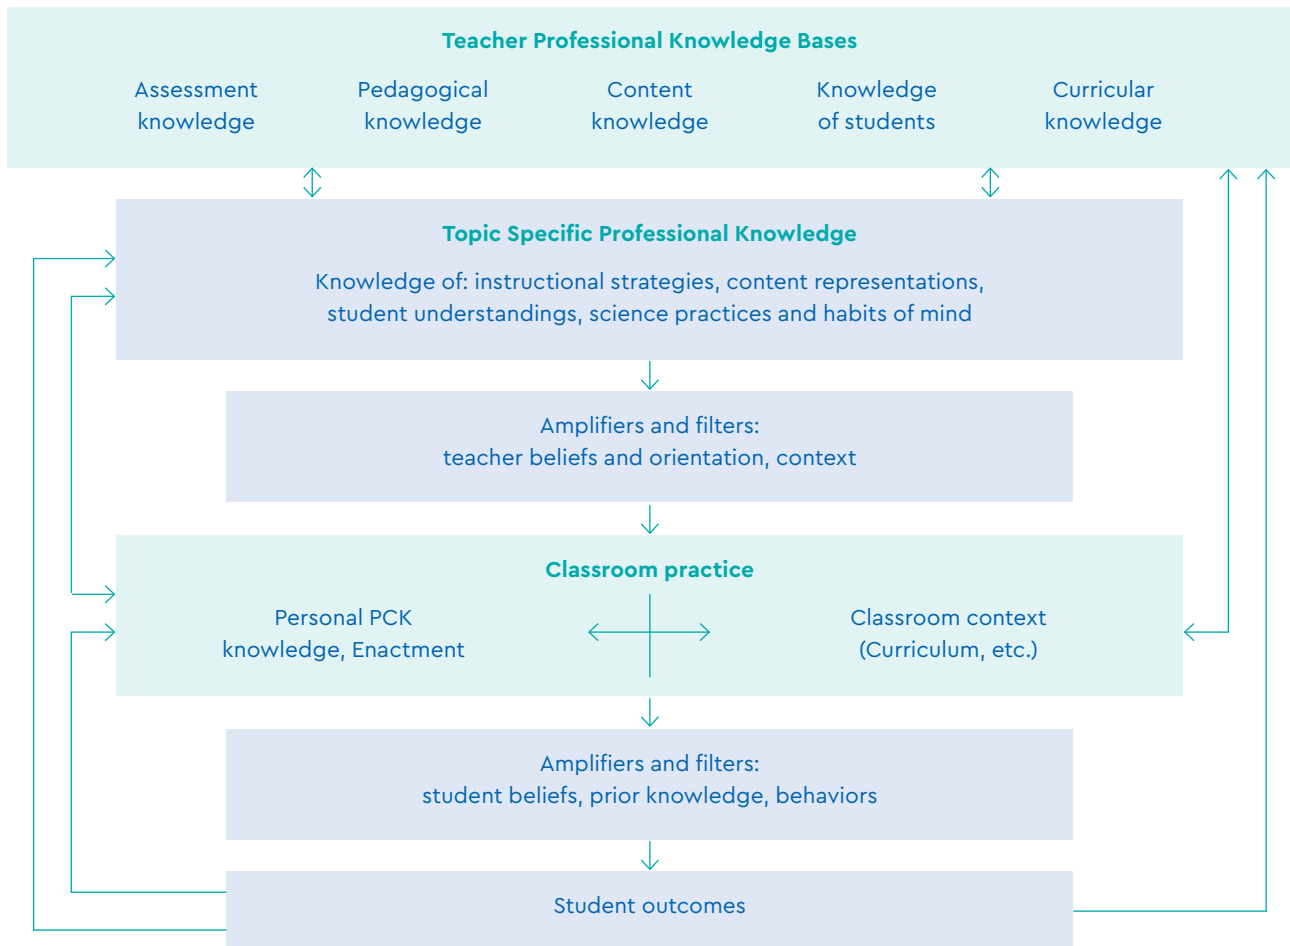 Teacher Professional Knowledge Bases
Assessment
knowledge
Pedagogical
knowledge
Content
knowledge
Knowledge
of students
Curricular
knowledge
Topic Specific Professional Knowledge
Knowledge of: instructional strategies, content representations,
student understandings, science practices and habits of mind
Amplifiers and filters:
teacher beliefs and orientation, context
Classroom practice
Personal PCK
knowledge, Enactment
Classroom context
(Curriculum, etc.)
Amplifiers and filters:
student beliefs, prior knowledge, behaviors
Student outcomes